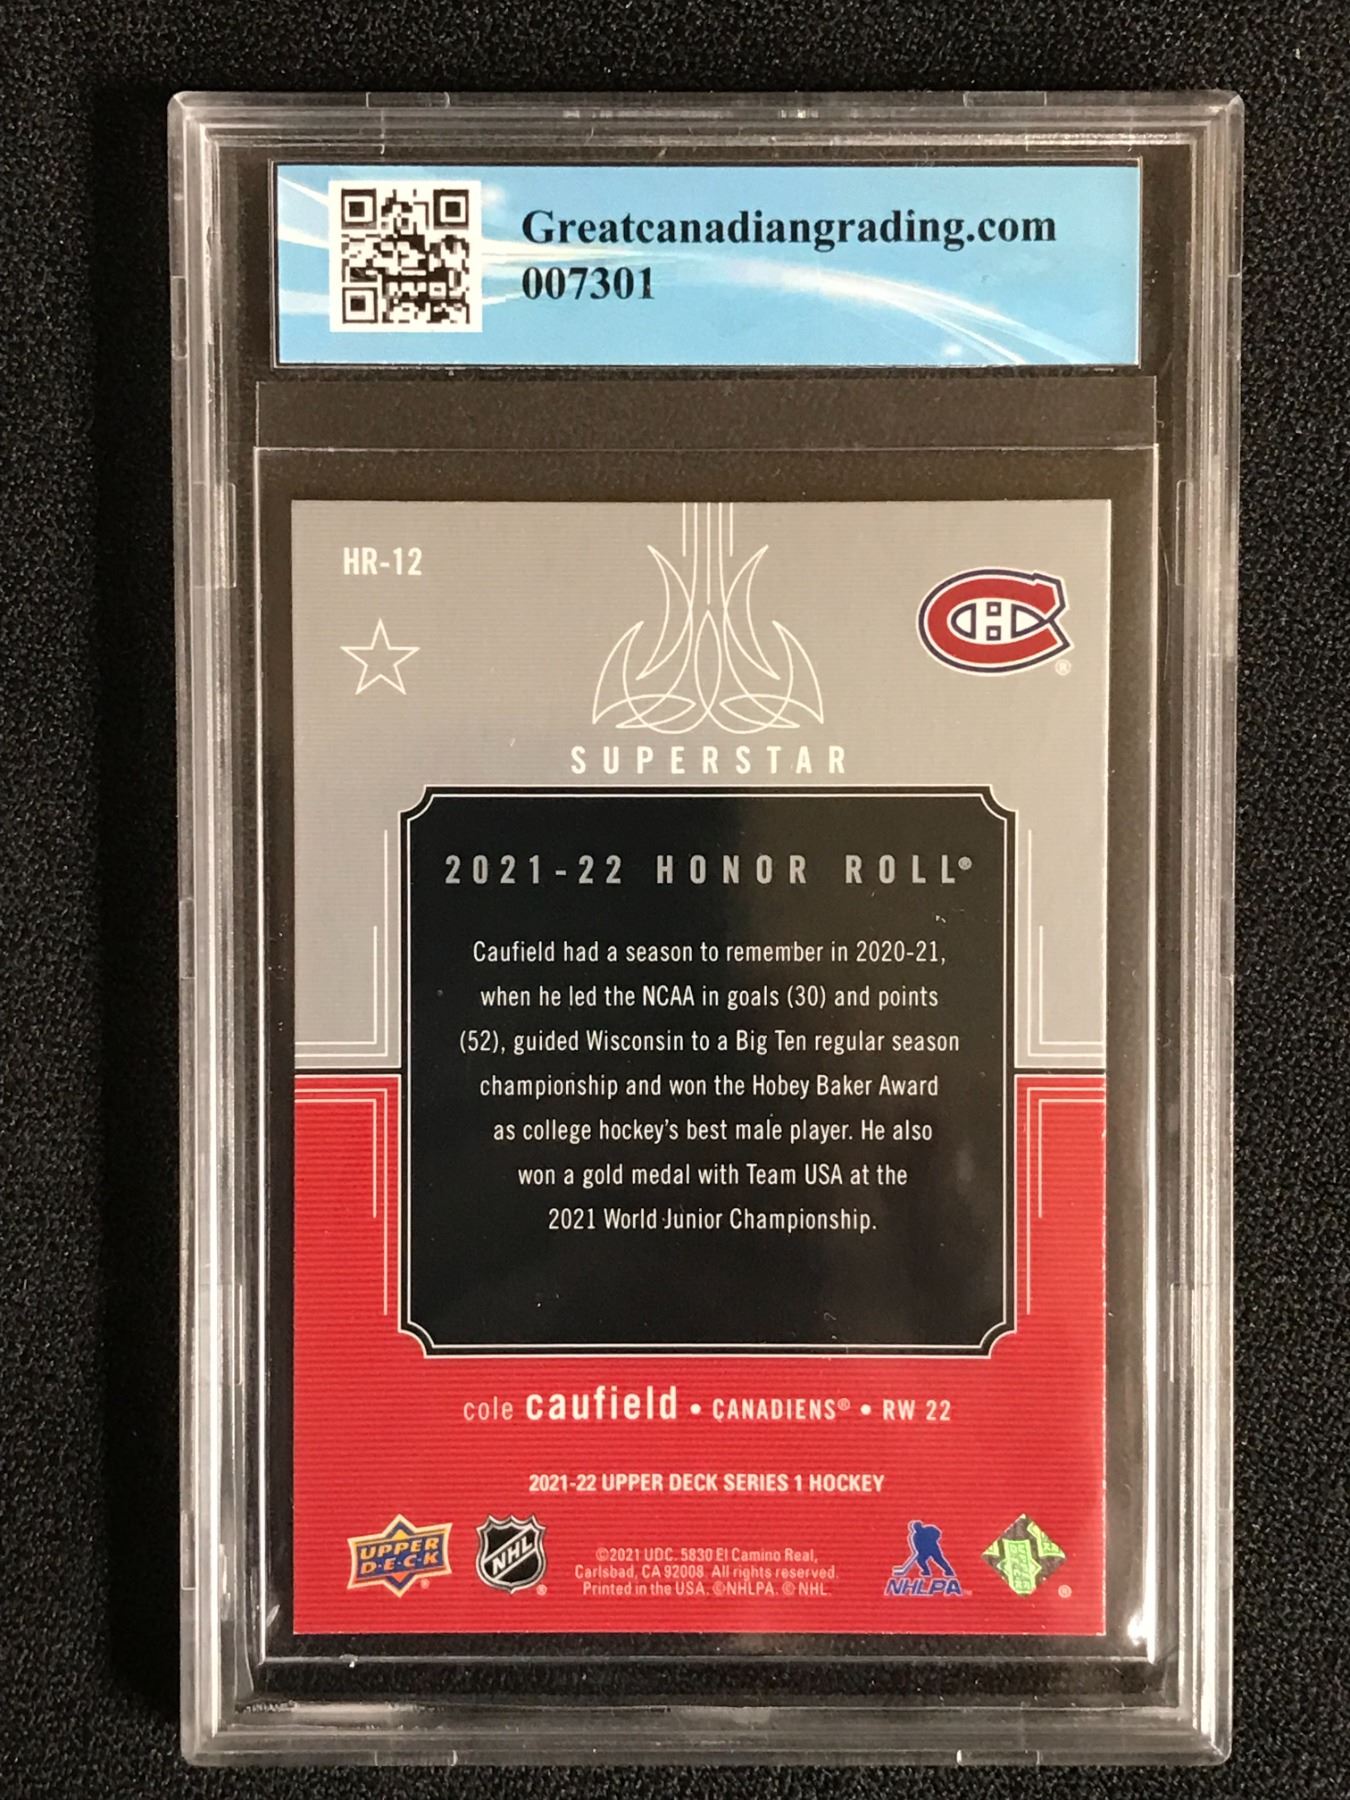 Greatcanadiangrading.com
007301
HR-12
CH®
SUPERSTAR
2021-22 HONOR ROLL®
Caufield had a season to remember in 2020-21,
when he led the NCAA in goals (30) and points
(52), guided Wisconsin to a Big Ten regular season
championship and won the Hobey Baker Award
as college hockey's best male player. He also
won a gold medal with Team USA at the
2021 World Junior Championship.
cole caufield • CANADIENS® • RW 22
2021-22 UPPER DECK SERIES 1 HOCKEY
UPPER
D·E·C·K
®
NHL
®
©2021 UDC. 5830 El Camino Real,
Carlsbad, CA 92008. All rights reserved.
Printed in the USA. ©NHLPA. © NHL.
NHLPA™
UPPER
DECK
®